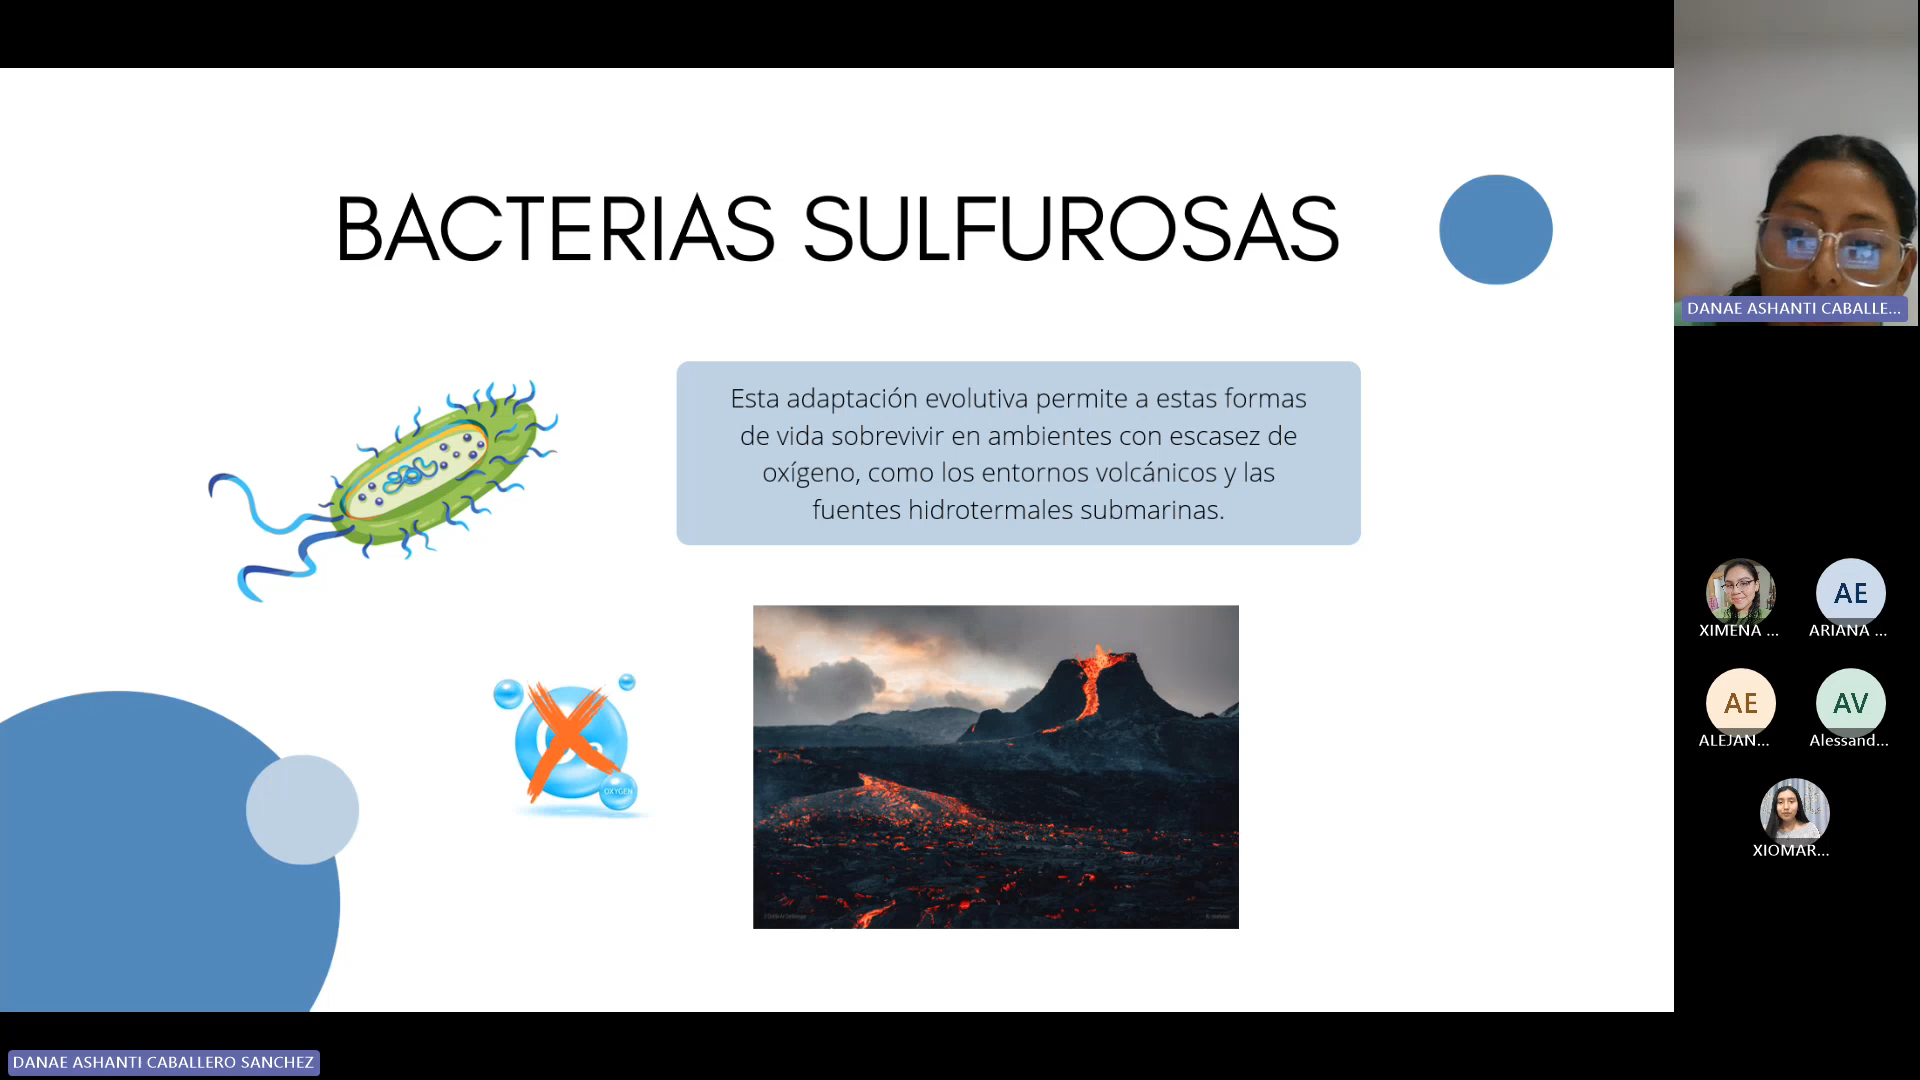 BACTERIAS SULFUROSAS
Esta adaptación evolutiva permite a estas formas
de vida sobrevivir en ambientes con escasez de
oxígeno, como los entornos volcánicos y las
fuentes hidrotermales submarinas.
OXYGEN
DANAE ASHANTI CABALLE...
XIMENA ...
AE
ARIANA ...
AE
ALEJAN...
AV
Alessand...
XIOMAR...
DANAE ASHANTI CABALLERO SANCHEZ